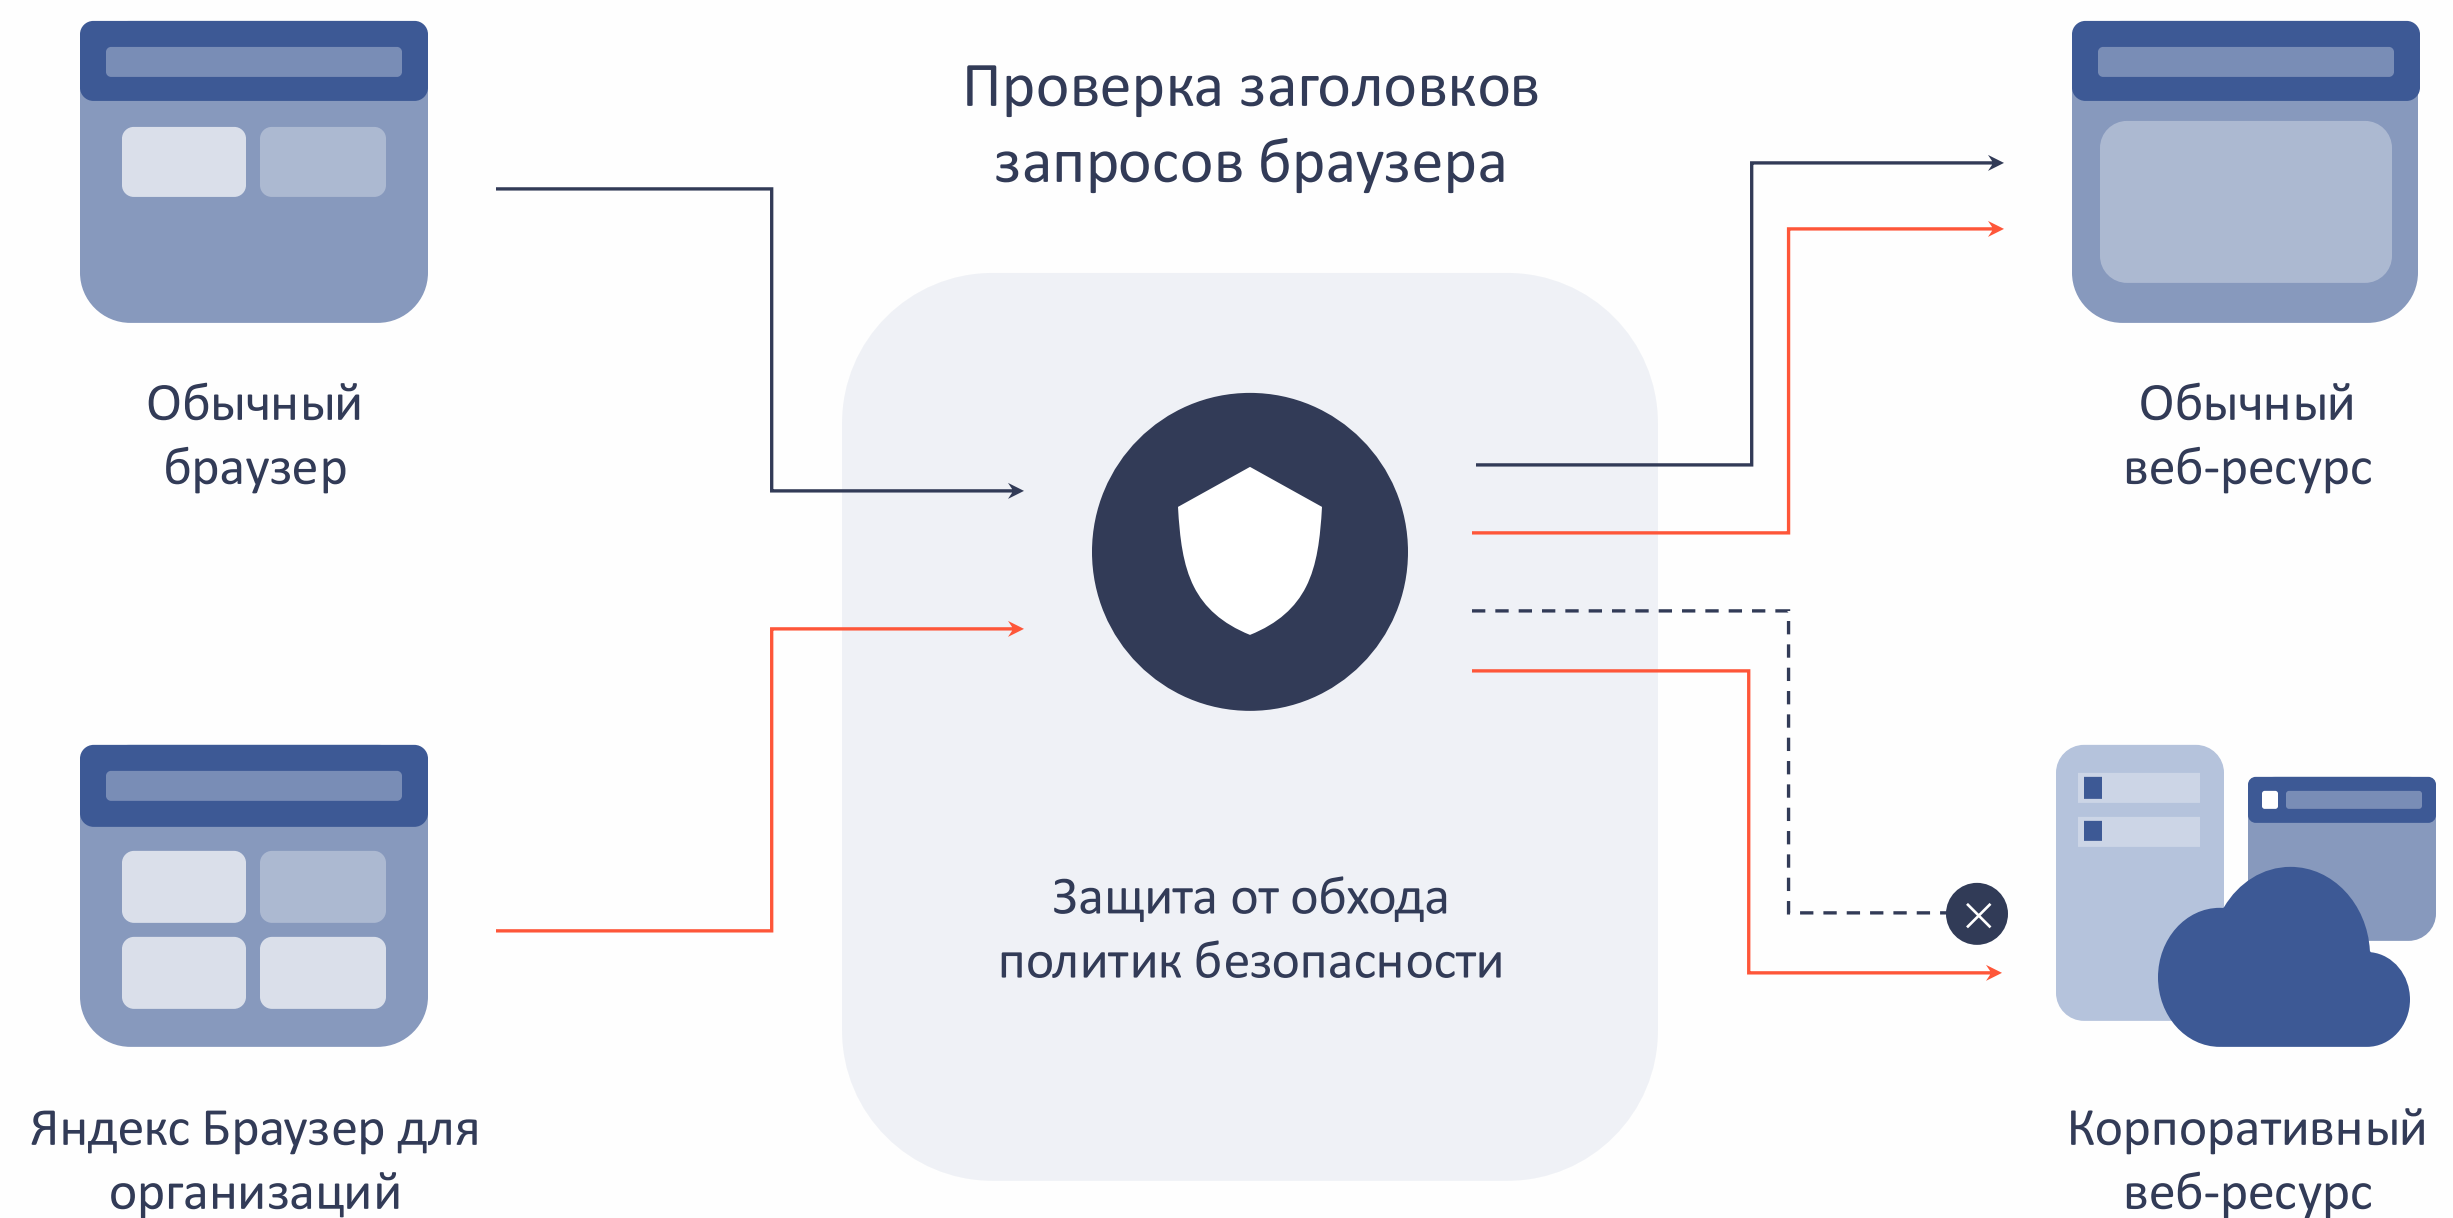 Проверка заголовков
запросов браузера
Обычный
браузер
Обычный
веб-ресурс
Защита от обхода
политик безопасности
Яндекс Браузер для
организаций
Корпоративный
веб-ресурс